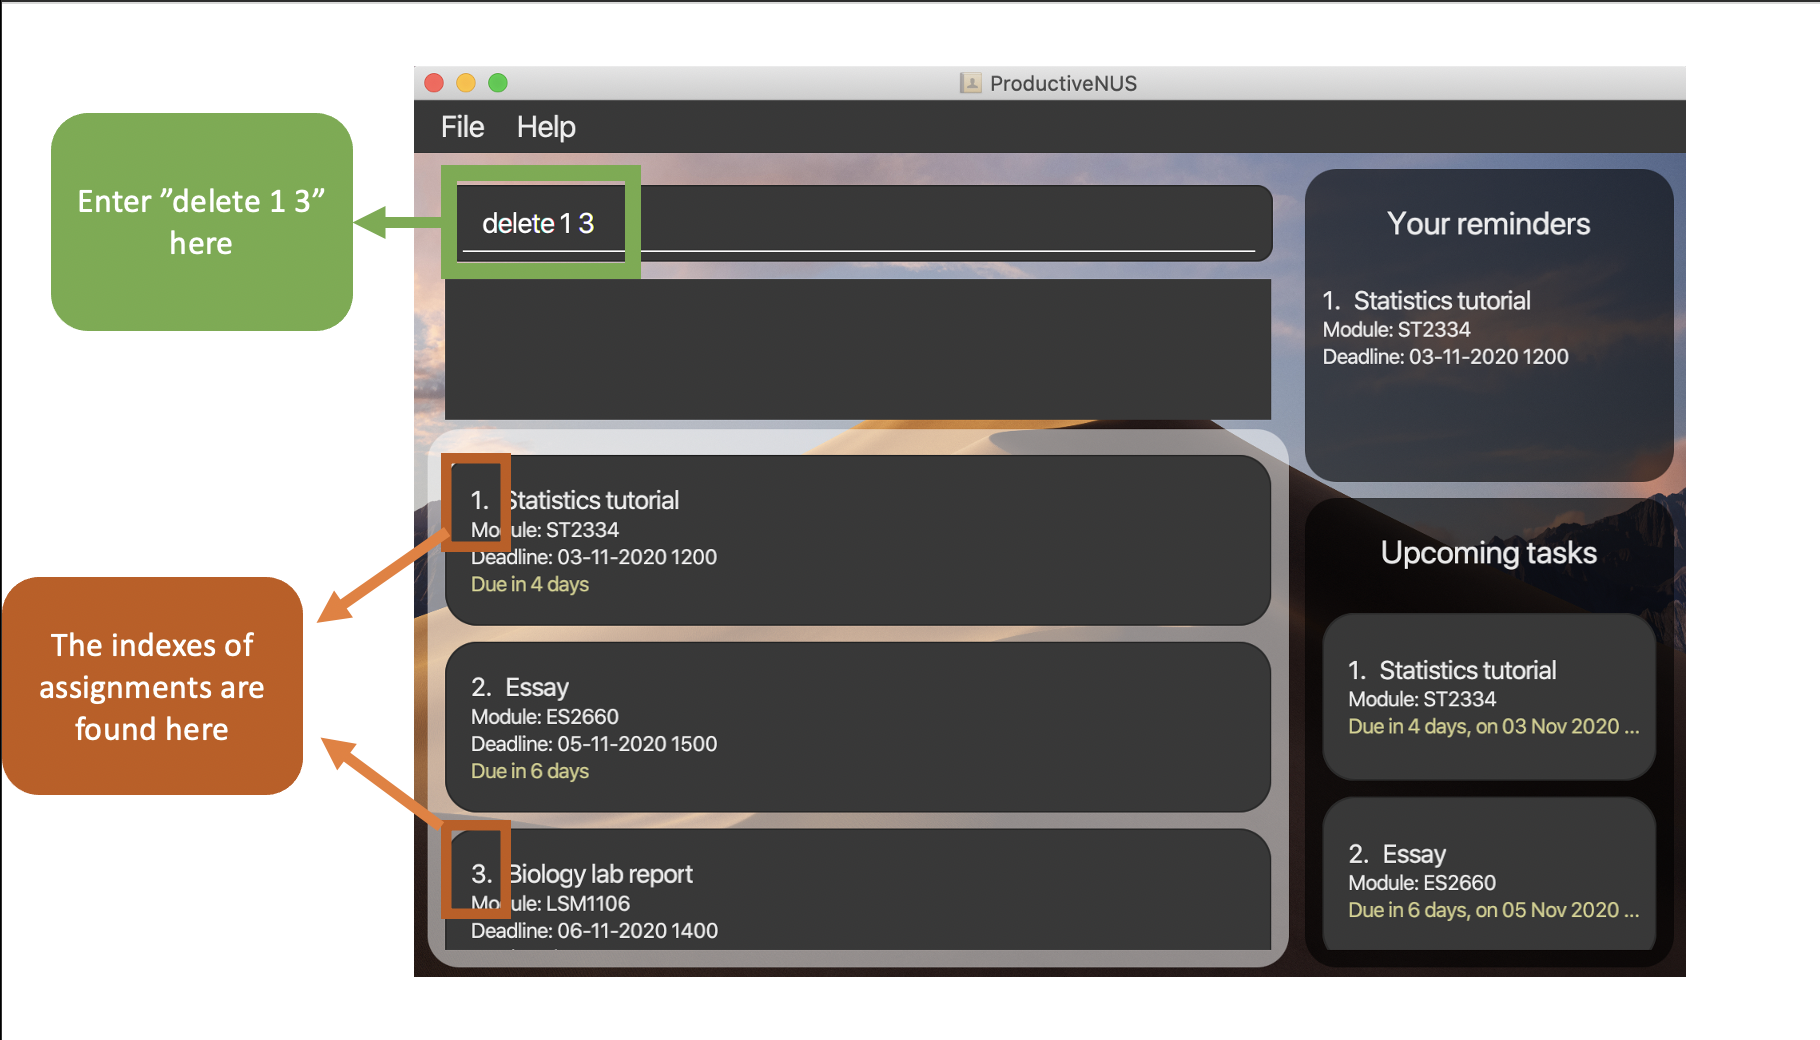 ProductiveNUS
File Help
Enter ”delete 1 3”
here
delete 1 3
Your reminders
1. Statistics tutorial
Module: ST2334
Deadline: 03-11-2020 1200
1. Statistics tutorial
Module: ST2334
Deadline: 03-11-2020 1200
Due in 4 days
The indexes of
assignments are
found here
2. Essay
Module: ES2660
Deadline: 05-11-2020 1500
Due in 6 days
3. Biology lab report
Module: LSM1106
Deadline: 06-11-2020 1400
Upcoming tasks
1. Statistics tutorial
Module: ST2334
Due in 4 days, on 03 Nov 2020 ...
2. Essay
Module: ES2660
Due in 6 days, on 05 Nov 2020 ...